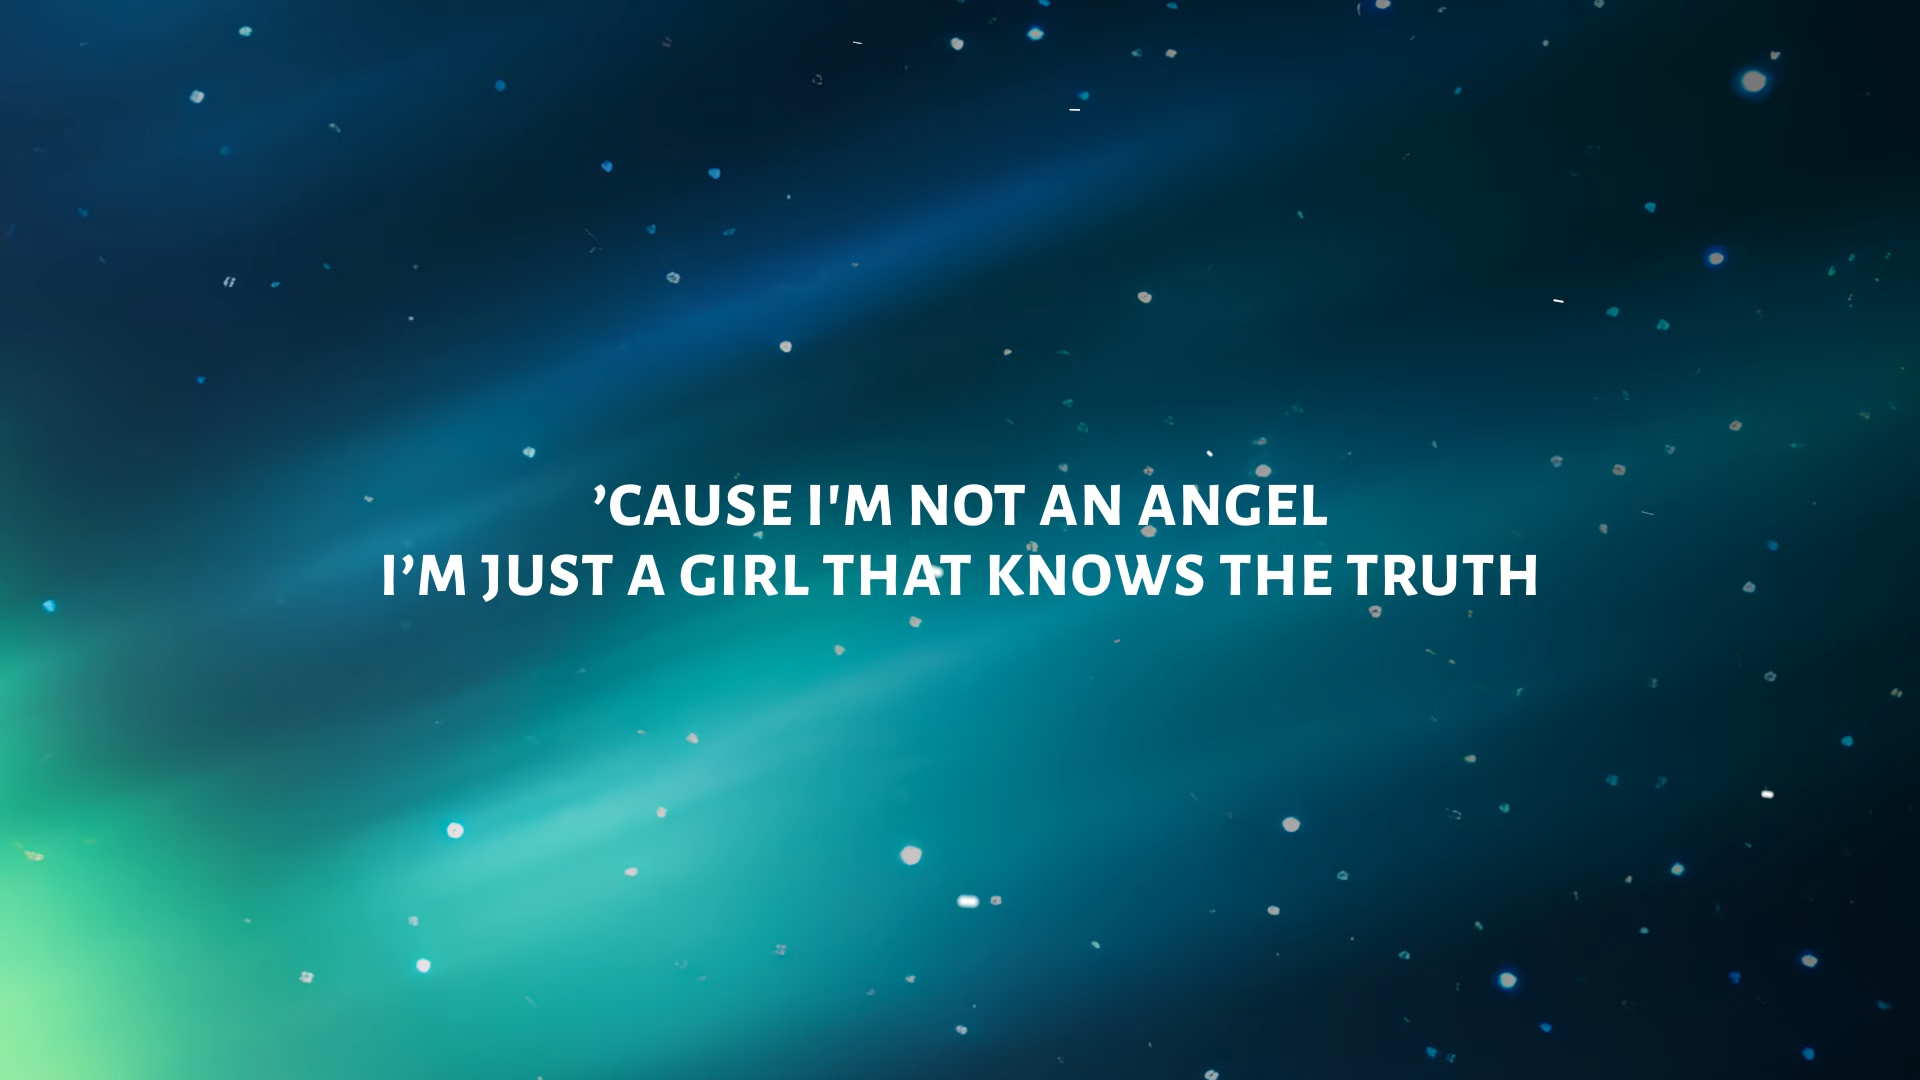 ’CAUSE I'M NOT AN ANGEL
I’M JUST A GIRL THAT KNOWS THE TRUTH